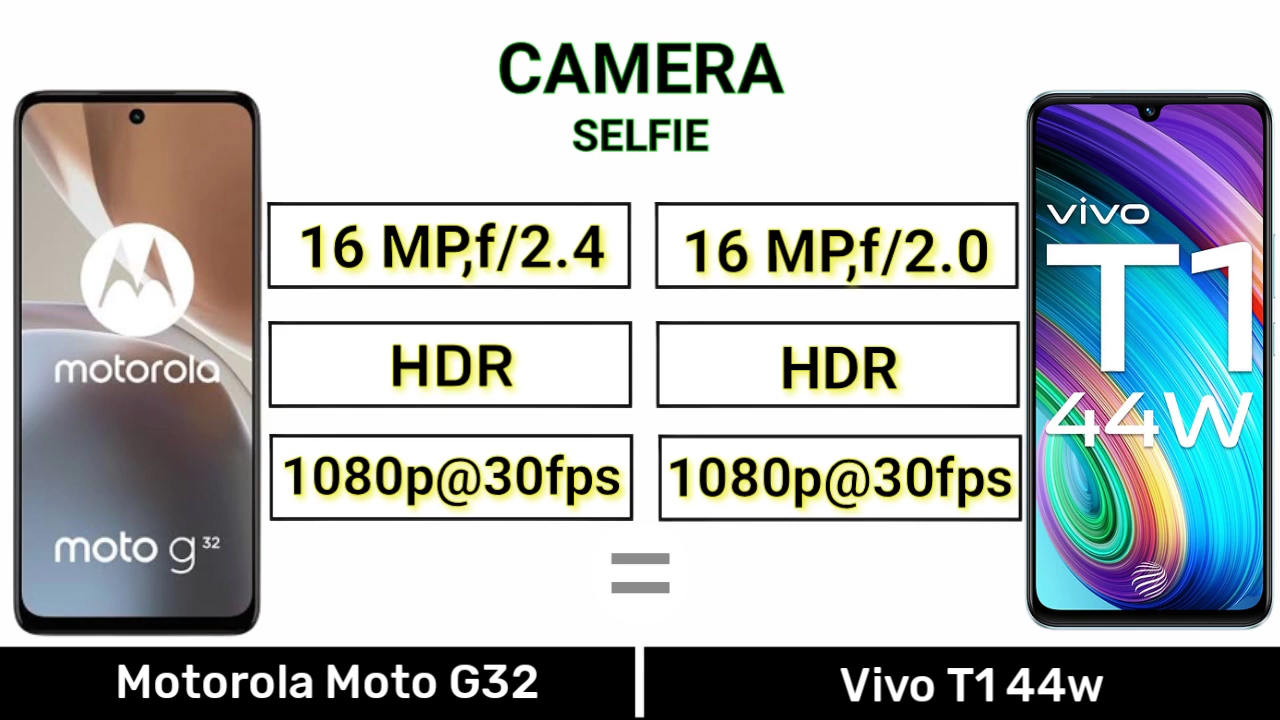 CAMERA
SELFIE
16 MP,f/2.4
16 MP,f/2.0
HDR
HDR
1080p@30fps
1080p@30fps
=
motorola
moto g 32
vivo
T1
44W
Motorola Moto G32
Vivo T1 44w